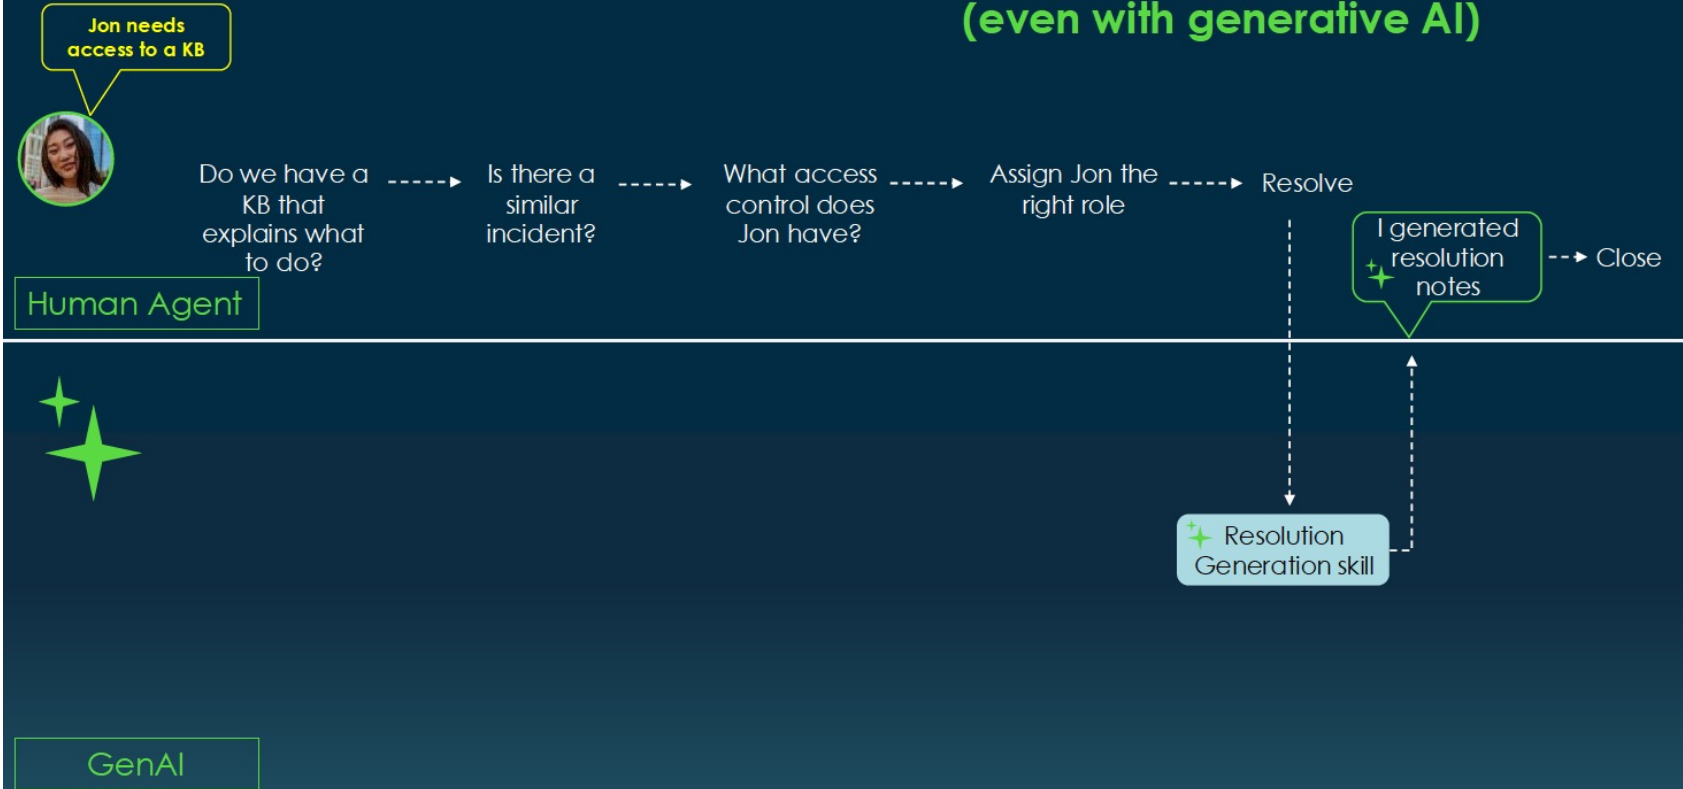 (even with generative AI)
Jon needs
access to a KB
Do we have a
KB that
explains what
to do?
Is there a
similar
incident?
What access
control does
Jon have?
Assign Jon the
right role
Resolve
I generated
resolution
notes
Close
Human Agent
Resolution
Generation skill
GenAI